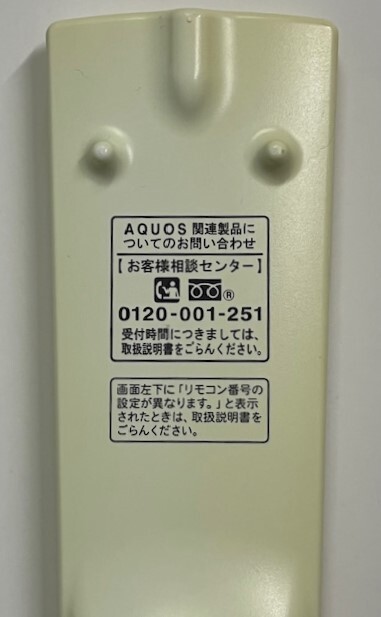 AQUOS 関連製品に
ついてのお問い合わせ
【お客様相談センター】
®
0120-001-251
受付時間につきましては、
取扱説明書をごらんください。
画面左下に「リモコン番号の
設定が異なります。」と表示
されたときは、取扱説明書を
ごらんください。